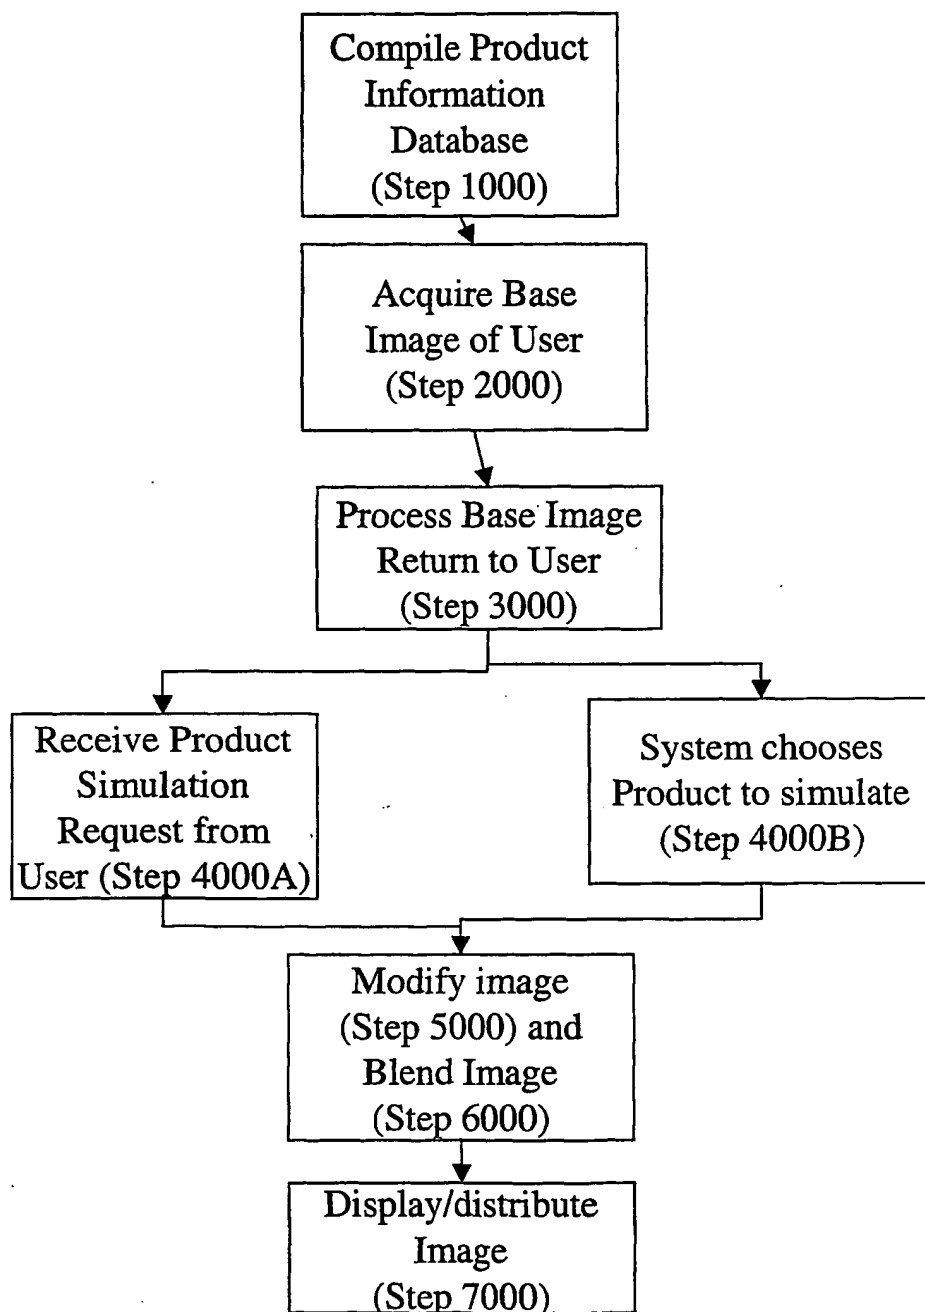 Compile Product
Information
Database
(Step 1000)
Acquire Base
Image of User
(Step 2000)
Process Base Image
Return to User
(Step 3000)
Receive Product
Simulation
Request from
User (Step 4000A)
System chooses
Product to simulate
(Step 4000B)
Modify image
(Step 5000) and
Blend Image
(Step 6000)
Display/distribute
Image
(Step 7000)